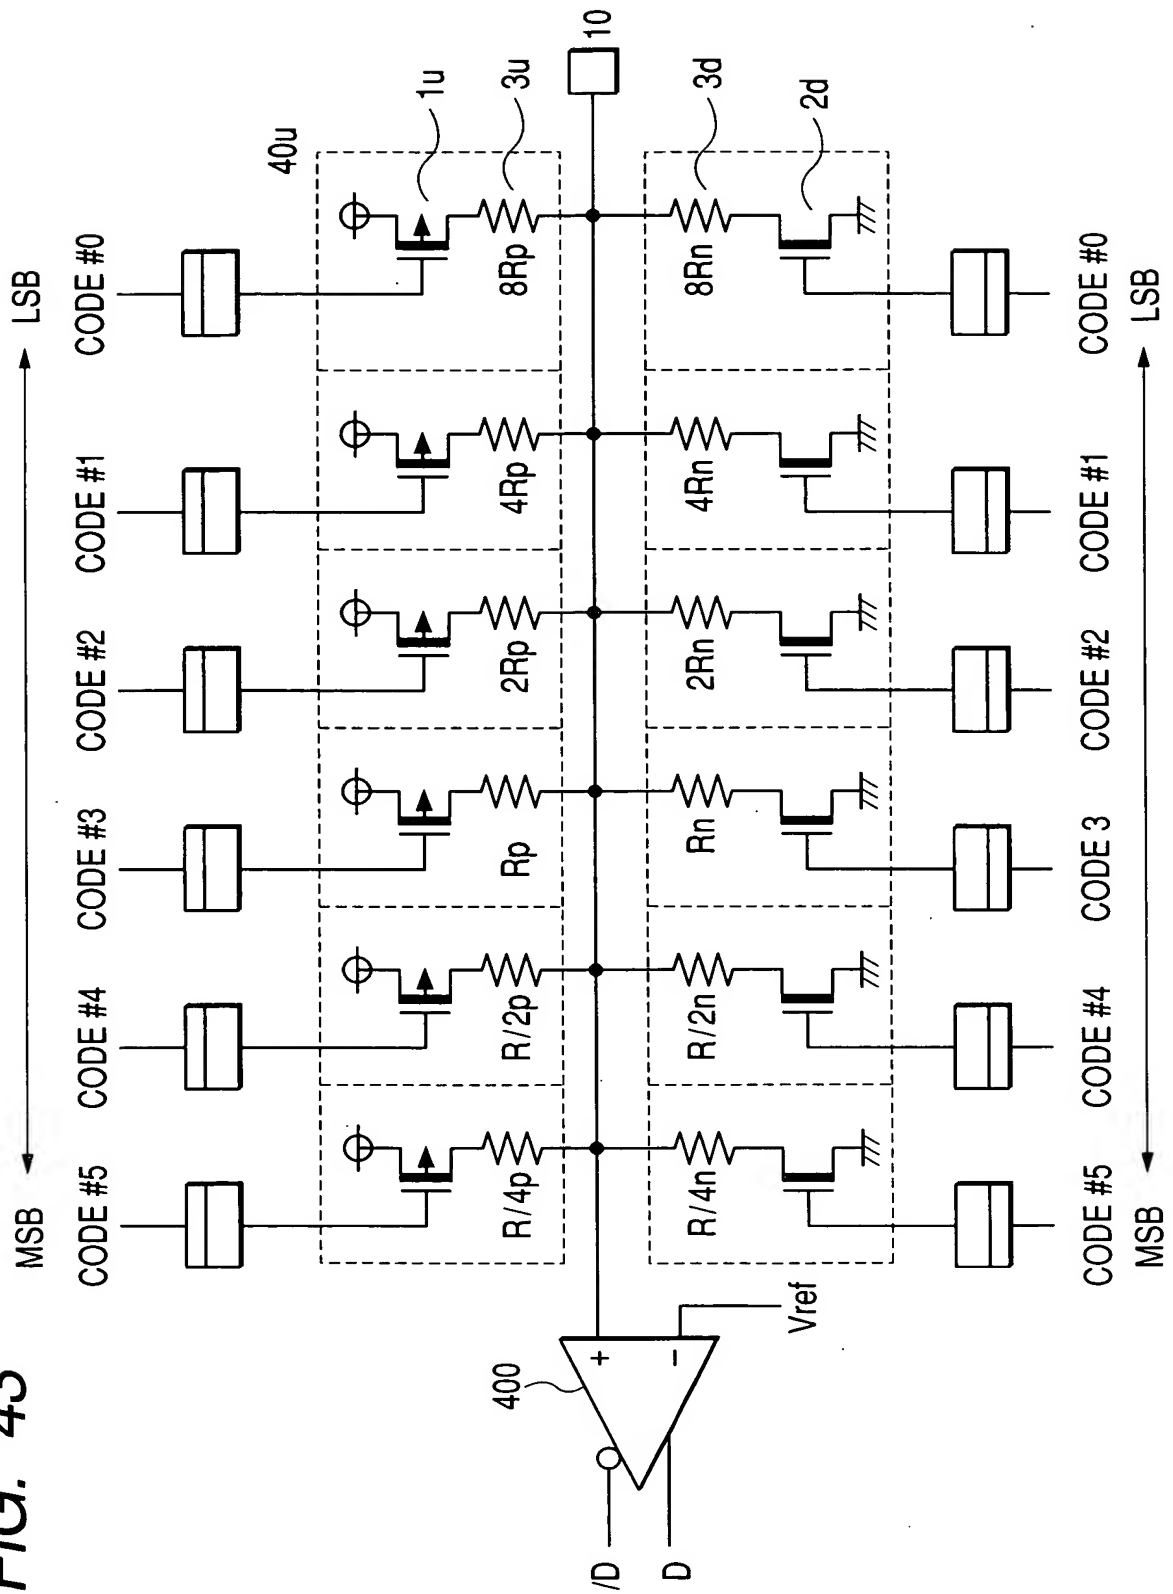 FIG. 43
MSB
LSB
CODE #5
CODE #4
CODE #3
CODE #2
CODE #1
CODE #0
40u
1u
3u
R/4p
R/2p
Rp
2Rp
4Rp
8Rp
10
400
+
−
Vref
/D
D
R/4n
R/2n
Rn
2Rn
4Rn
8Rn
3d
2d
CODE #5
CODE #4
CODE 3
CODE #2
CODE #1
CODE #0
MSB
LSB